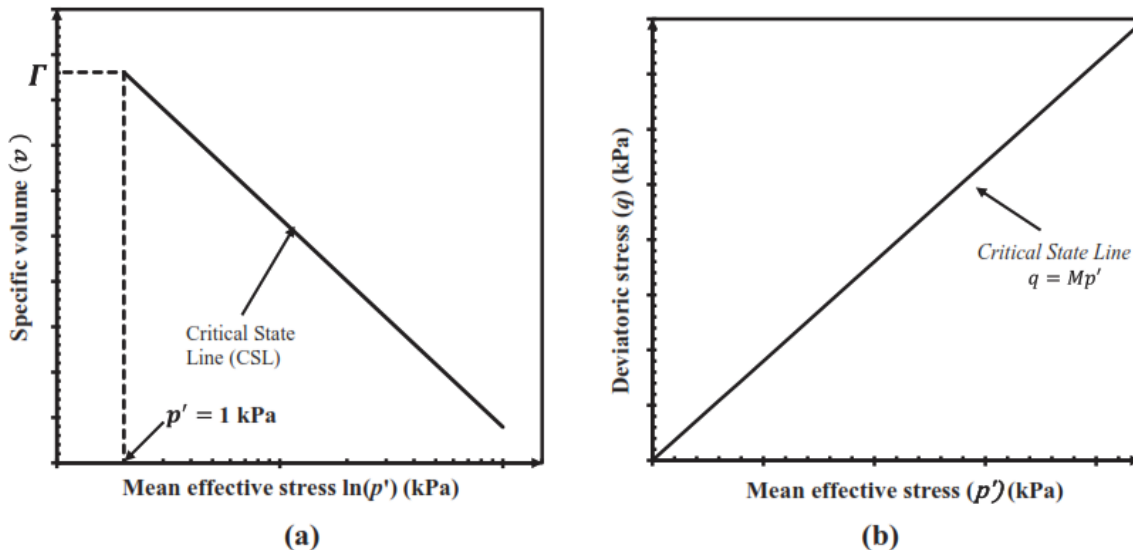 Γ
Specific volume (v)
Critical State
Line (CSL)
p′ = 1 kPa
Mean effective stress ln(p') (kPa)
(a)
Deviatoric stress (q) (kPa)
Critical State Line
q = Mp′
Mean effective stress (p′) (kPa)
(b)